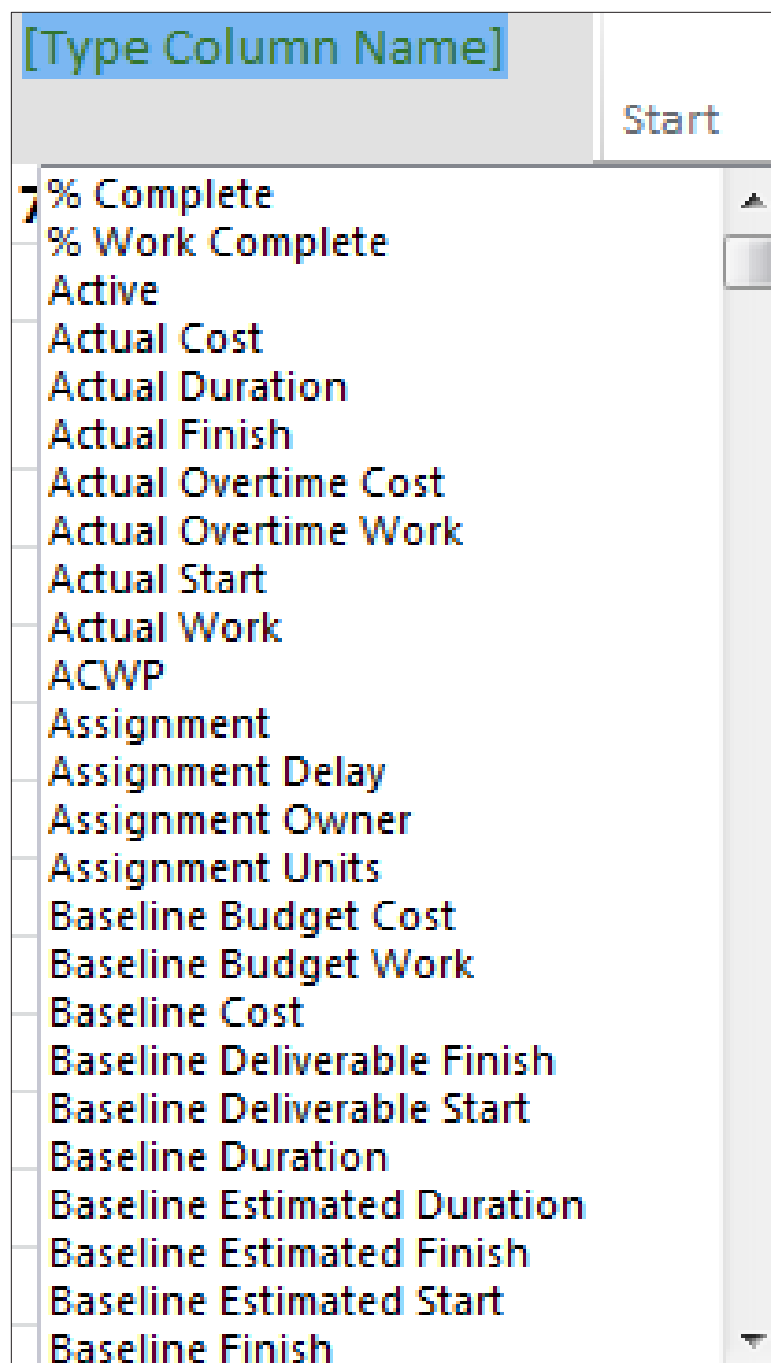 [Type Column Name]
Start
7
% Complete
% Work Complete
Active
Actual Cost
Actual Duration
Actual Finish
Actual Overtime Cost
Actual Overtime Work
Actual Start
Actual Work
ACWP
Assignment
Assignment Delay
Assignment Owner
Assignment Units
Baseline Budget Cost
Baseline Budget Work
Baseline Cost
Baseline Deliverable Finish
Baseline Deliverable Start
Baseline Duration
Baseline Estimated Duration
Baseline Estimated Finish
Baseline Estimated Start
Baseline Finish